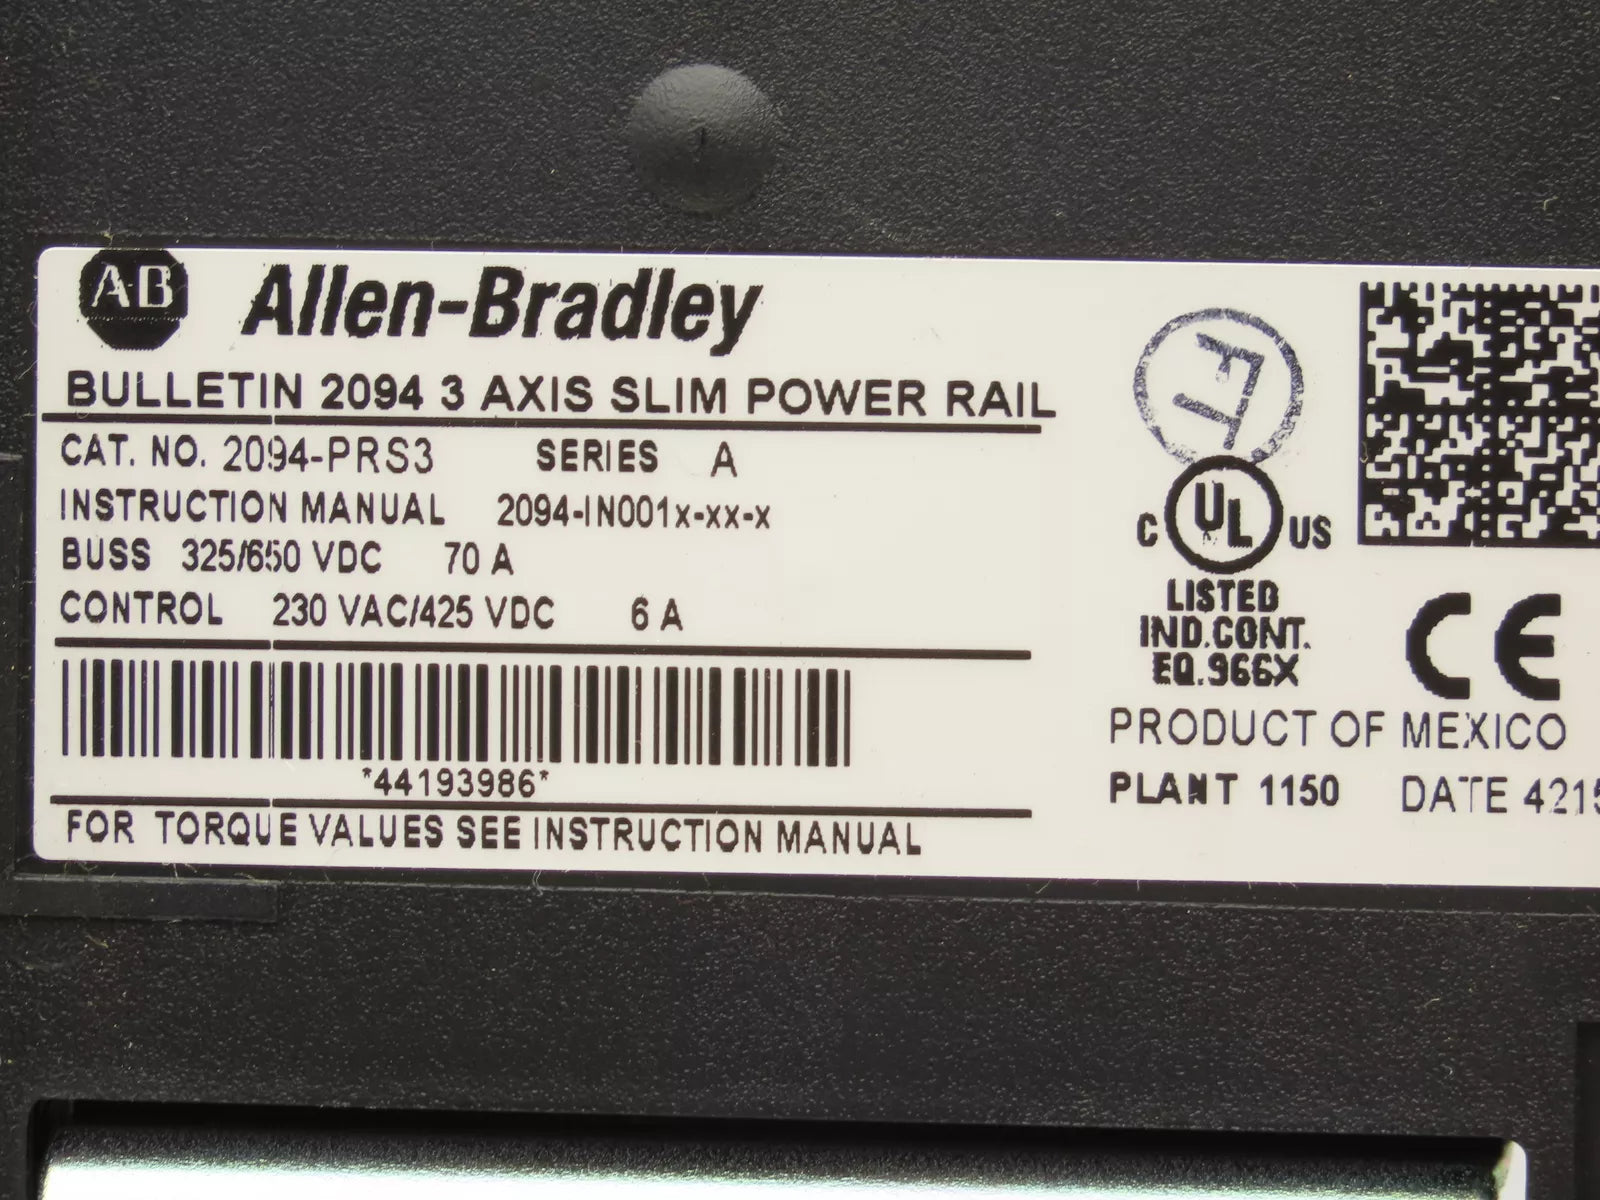 AB Allen-Bradley
BULLETIN 2094 3 AXIS SLIM POWER RAIL
CAT. NO. 2094-PRS3 SERIES A
INSTRUCTION MANUAL 2094-IN001x-xx-x
BUSS 325/650 VDC 70 A
CONTROL 230 VAC/425 VDC 6 A
*44193986*
FOR TORQUE VALUES SEE INSTRUCTION MANUAL
C UL US
LISTED
IND.CONT.
EQ.966X
CE
PRODUCT OF MEXICO
PLANT 1150 DATE 4215